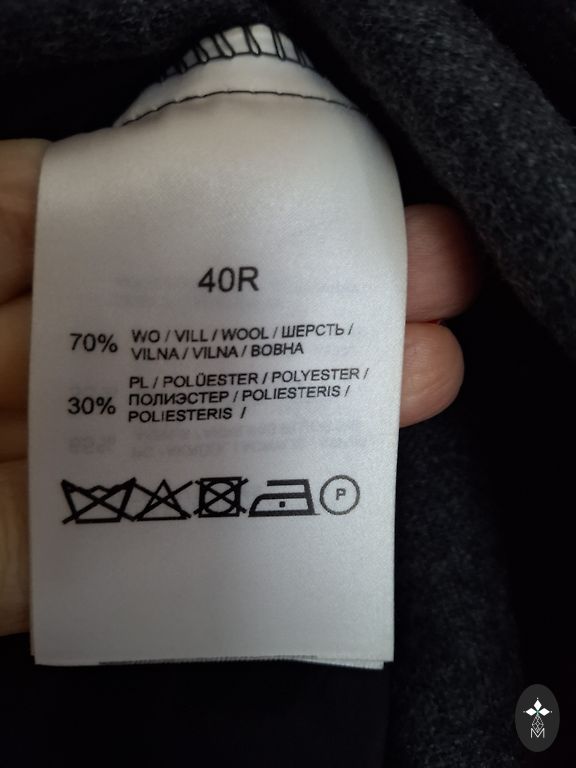 40R
70% WO / VILL / WOOL / ШЕРСТЬ /
VILNA / VILNA / ВОВНА
PL / POLÜESTER / POLYESTER /
30% ПОЛИЭСТЕР / POLIESTERIS /
POLIESTERIS /
P
M